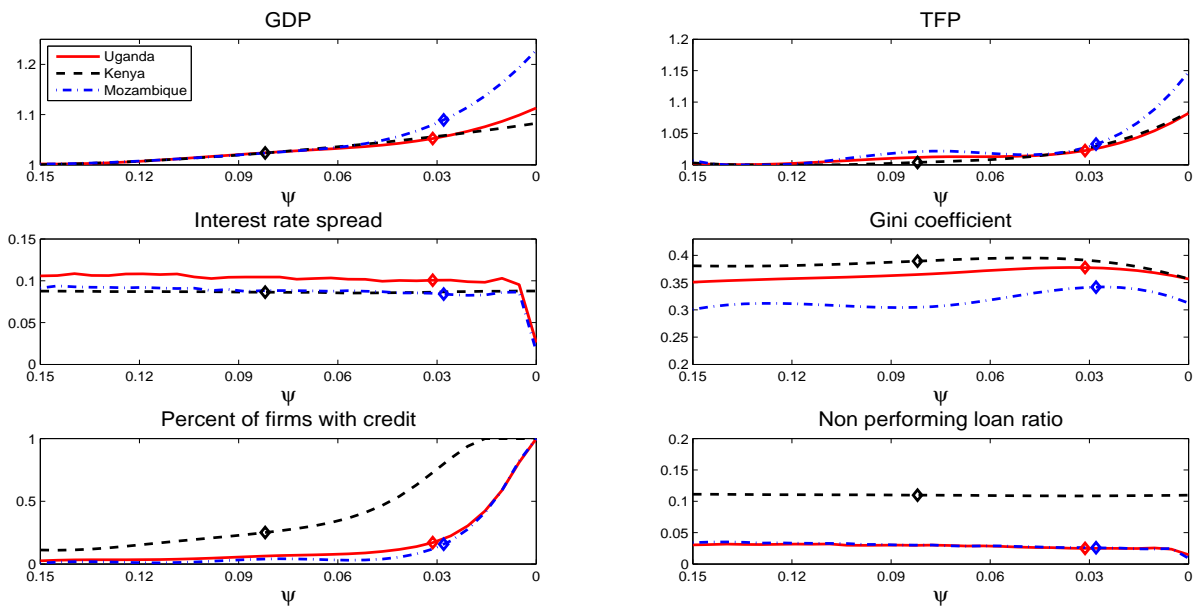 GDP
1.2
1.1
1
0.15 0.12 0.09 0.06 0.03 0
ψ
Uganda
Kenya
Mozambique
TFP
1.2
1.15
1.1
1.05
1
0.15 0.12 0.09 0.06 0.03 0
ψ
Interest rate spread
0.15
0.1
0.05
0
0.15 0.12 0.09 0.06 0.03 0
ψ
Gini coefficient
0.4
0.35
0.3
0.25
0.2
0.15 0.12 0.09 0.06 0.03 0
ψ
Percent of firms with credit
1
0.5
0
0.15 0.12 0.09 0.06 0.03 0
ψ
Non performing loan ratio
0.2
0.15
0.1
0.05
0
0.15 0.12 0.09 0.06 0.03 0
ψ